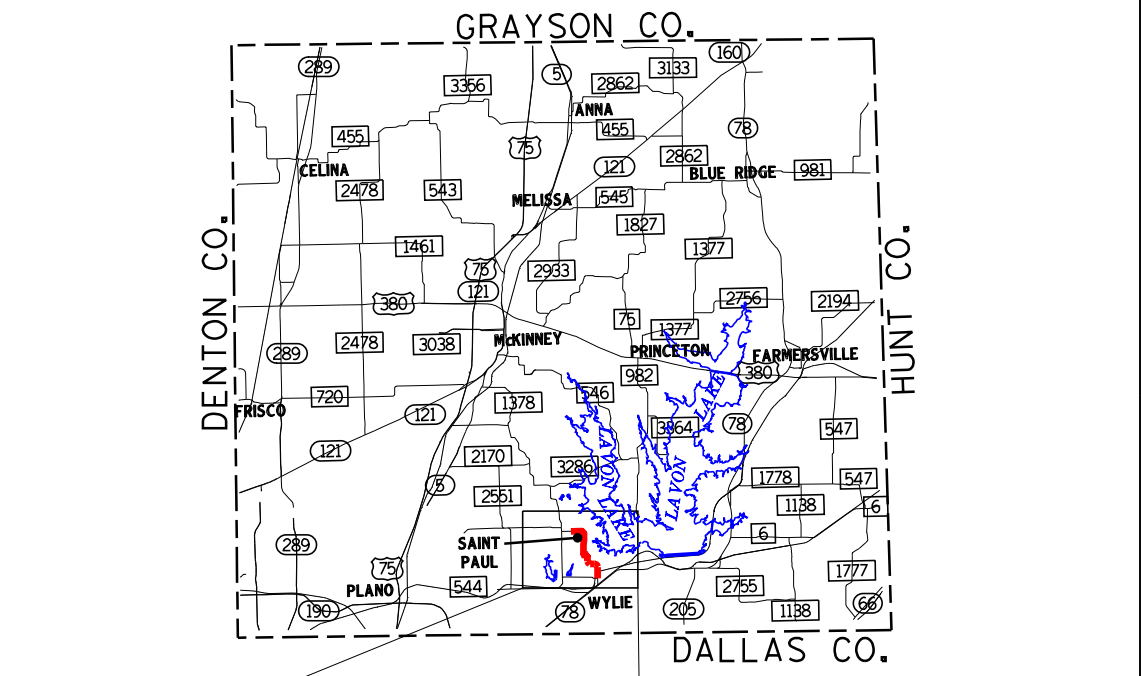 GRAYSON CO.
160
289
3133
5
3356
2862
ANNA
455
78
455
75
2862
121
CELINA
BLUE RIDGE
981
2478
543
545
MELISSA
1827
1461
1377
DENTON CO.
HUNT CO.
75
2933
121
2756
380
2194
75
1377
2478
3038
McKINNEY
PRINCETON
FARMERSVILLE
289
380
982
546
LAKE
720
1378
FRISCO
121
78
3364
547
121
LAVON
2170
3286
LAVON
1778
547
5
2551
1138
6
LAKE
6
SAINT
PAUL
289
75
1777
PLANO
544
2755
WYLIE
190
78
205
1138
66
DALLAS CO.